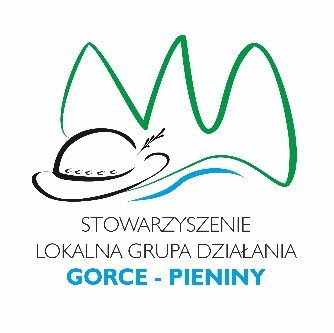 STOWARZYSZENIE
LOKALNA GRUPA DZIAŁANIA
GORCE - PIENINY